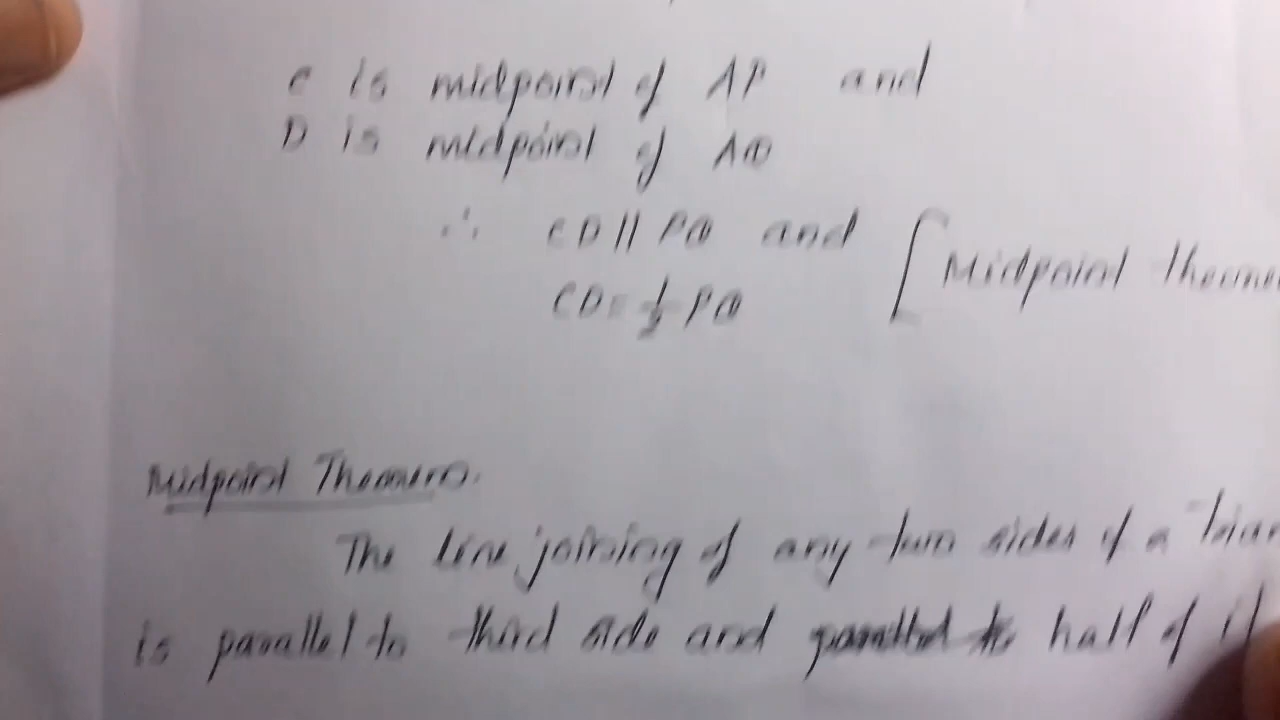 C is midpoint of AP and
D is midpoint of AQ
∴ CD || PQ and [Midpoint
CD = 1/2 PQ
Midpoint Theorem.
The line joining of any two sides of a
is parallel to third side and half of it